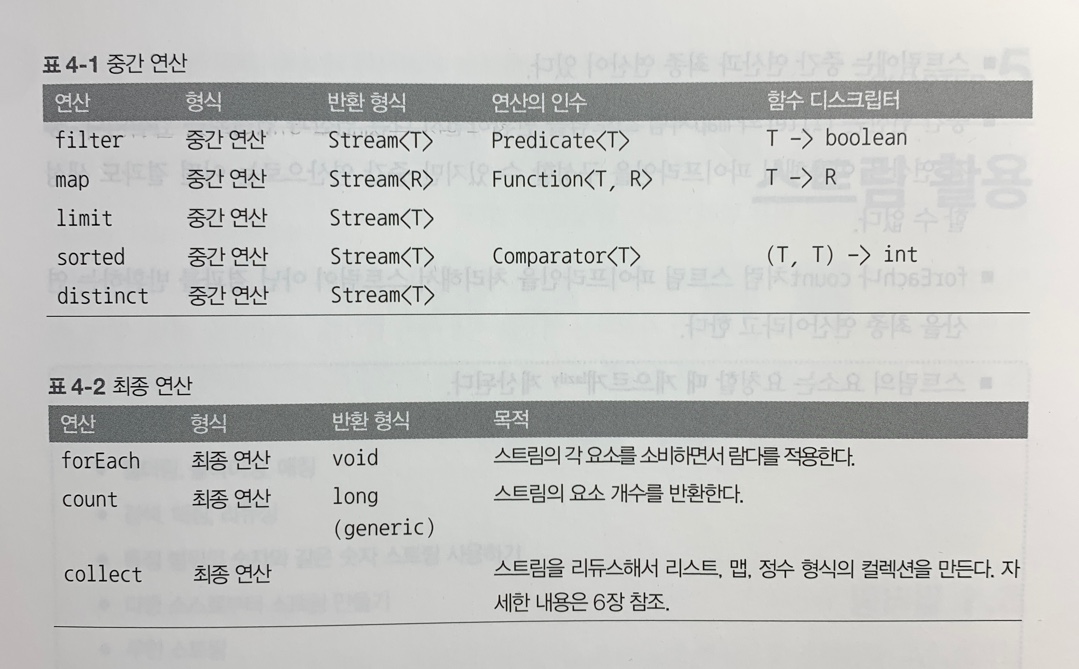 표 4-1 중간 연산
연산 형식 반환 형식 연산의 인수 함수 디스크립터
filter 중간 연산 Stream<T> Predicate<T> T -> boolean
map 중간 연산 Stream<R> Function<T, R> T -> R
limit 중간 연산 Stream<T>
sorted 중간 연산 Stream<T> Comparator<T> (T, T) -> int
distinct 중간 연산 Stream<T>
표 4-2 최종 연산
연산 형식 반환 형식 목적
forEach 최종 연산 void 스트림의 각 요소를 소비하면서 람다를 적용한다.
count 최종 연산 long 스트림의 요소 개수를 반환한다.
(generic)
collect 최종 연산 스트림을 리듀스해서 리스트, 맵, 정수 형식의 컬렉션을 만든다. 자
세한 내용은 6장 참조.